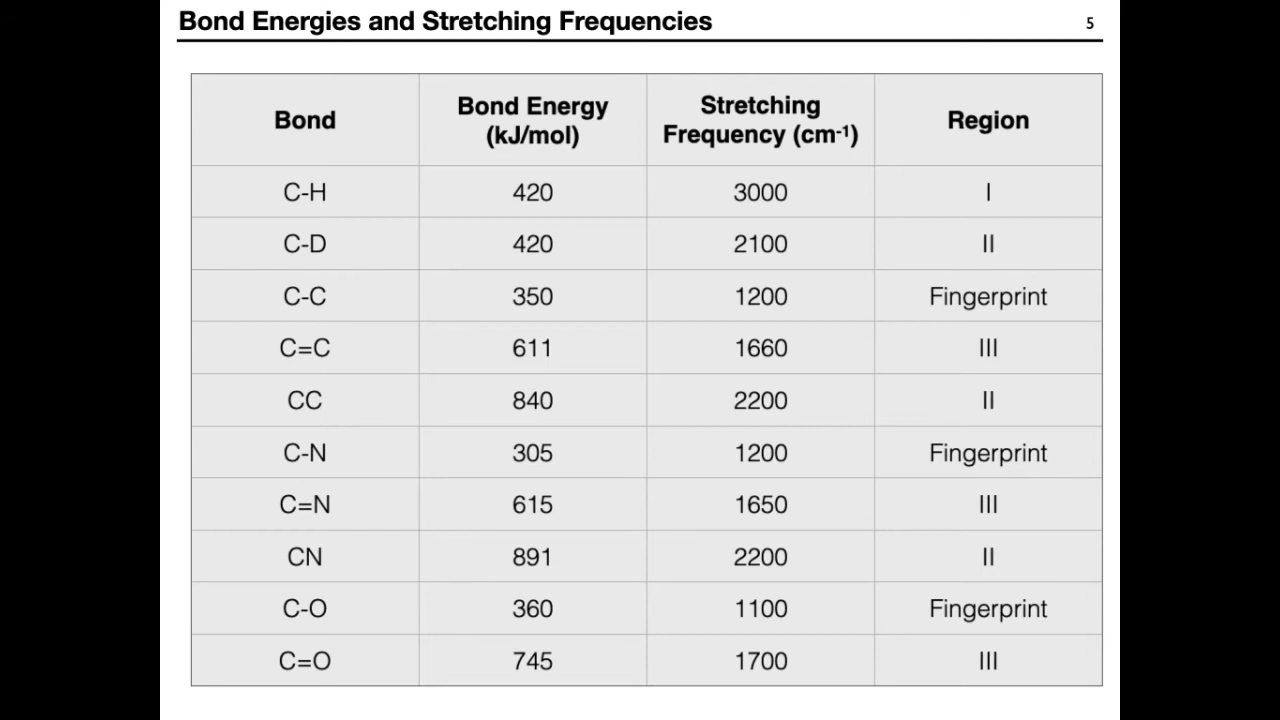 Bond Energies and Stretching Frequencies 5
Bond Bond Energy (kJ/mol) Stretching Frequency (cm-1) Region
C-H 420 3000 I
C-D 420 2100 II
C-C 350 1200 Fingerprint
C=C 611 1660 III
CC 840 2200 II
C-N 305 1200 Fingerprint
C=N 615 1650 III
CN 891 2200 II
C-O 360 1100 Fingerprint
C=O 745 1700 III